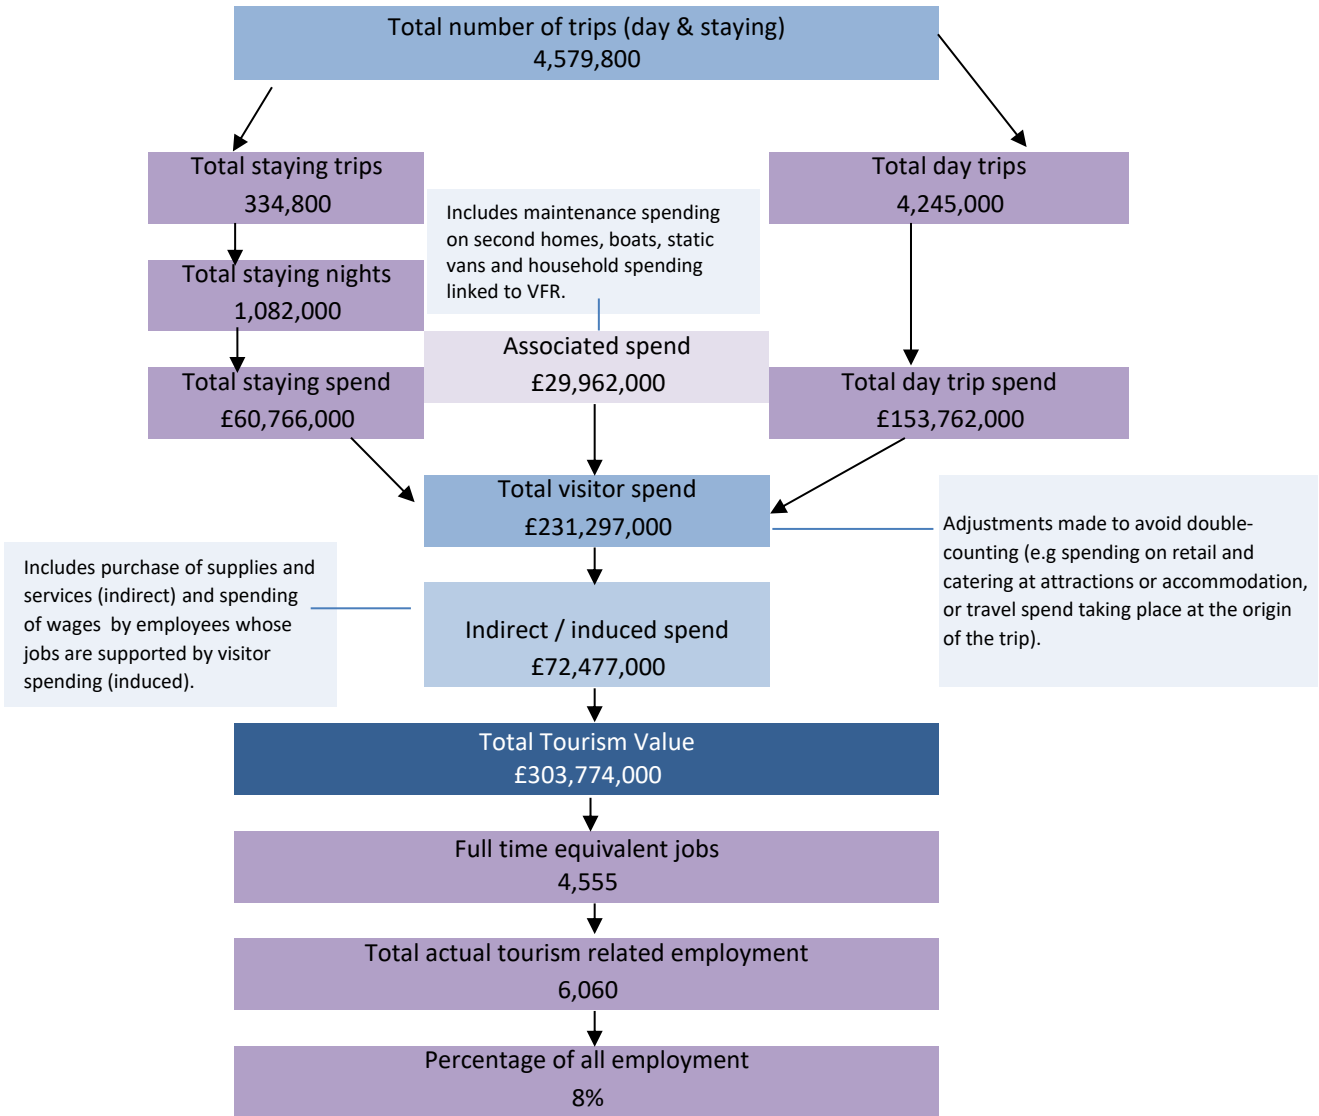 Total number of trips (day & staying)
4,579,800
Total staying trips
334,800
Total day trips
4,245,000
Includes maintenance spending
on second homes, boats, static
vans and household spending
linked to VFR.
Total staying nights
1,082,000
Associated spend
£29,962,000
Total staying spend
£60,766,000
Total day trip spend
£153,762,000
Total visitor spend
£231,297,000
Adjustments made to avoid double-
counting (e.g spending on retail and
catering at attractions or accommodation,
or travel spend taking place at the origin
of the trip).
Includes purchase of supplies and
services (indirect) and spending
of wages by employees whose
jobs are supported by visitor
spending (induced).
Indirect / induced spend
£72,477,000
Total Tourism Value
£303,774,000
Full time equivalent jobs
4,555
Total actual tourism related employment
6,060
Percentage of all employment
8%